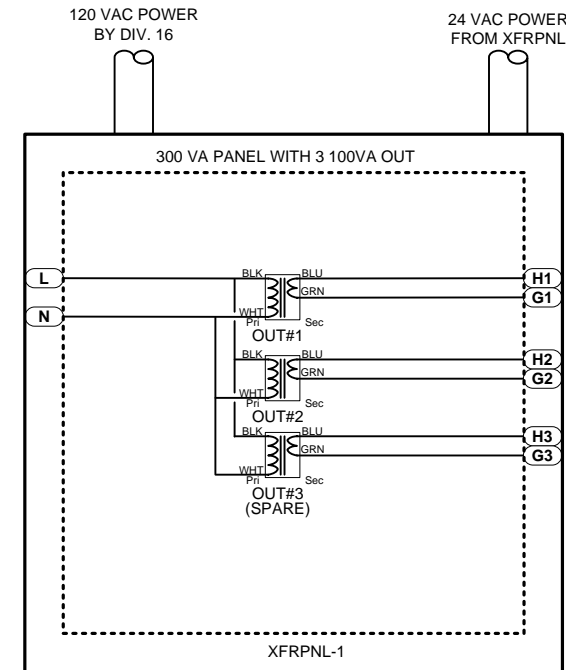 120 VAC POWER
BY DIV. 16
24 VAC POWER
FROM XFRPNL
300 VA PANEL WITH 3 100VA OUT
L
N
BLK
BLU
GRN
WHT
Pri
Sec
OUT#1
H1
G1
BLK
BLU
GRN
WHT
Pri
Sec
OUT#2
H2
G2
BLK
BLU
GRN
WHT
Pri
Sec
OUT#3
(SPARE)
H3
G3
XFRPNL-1